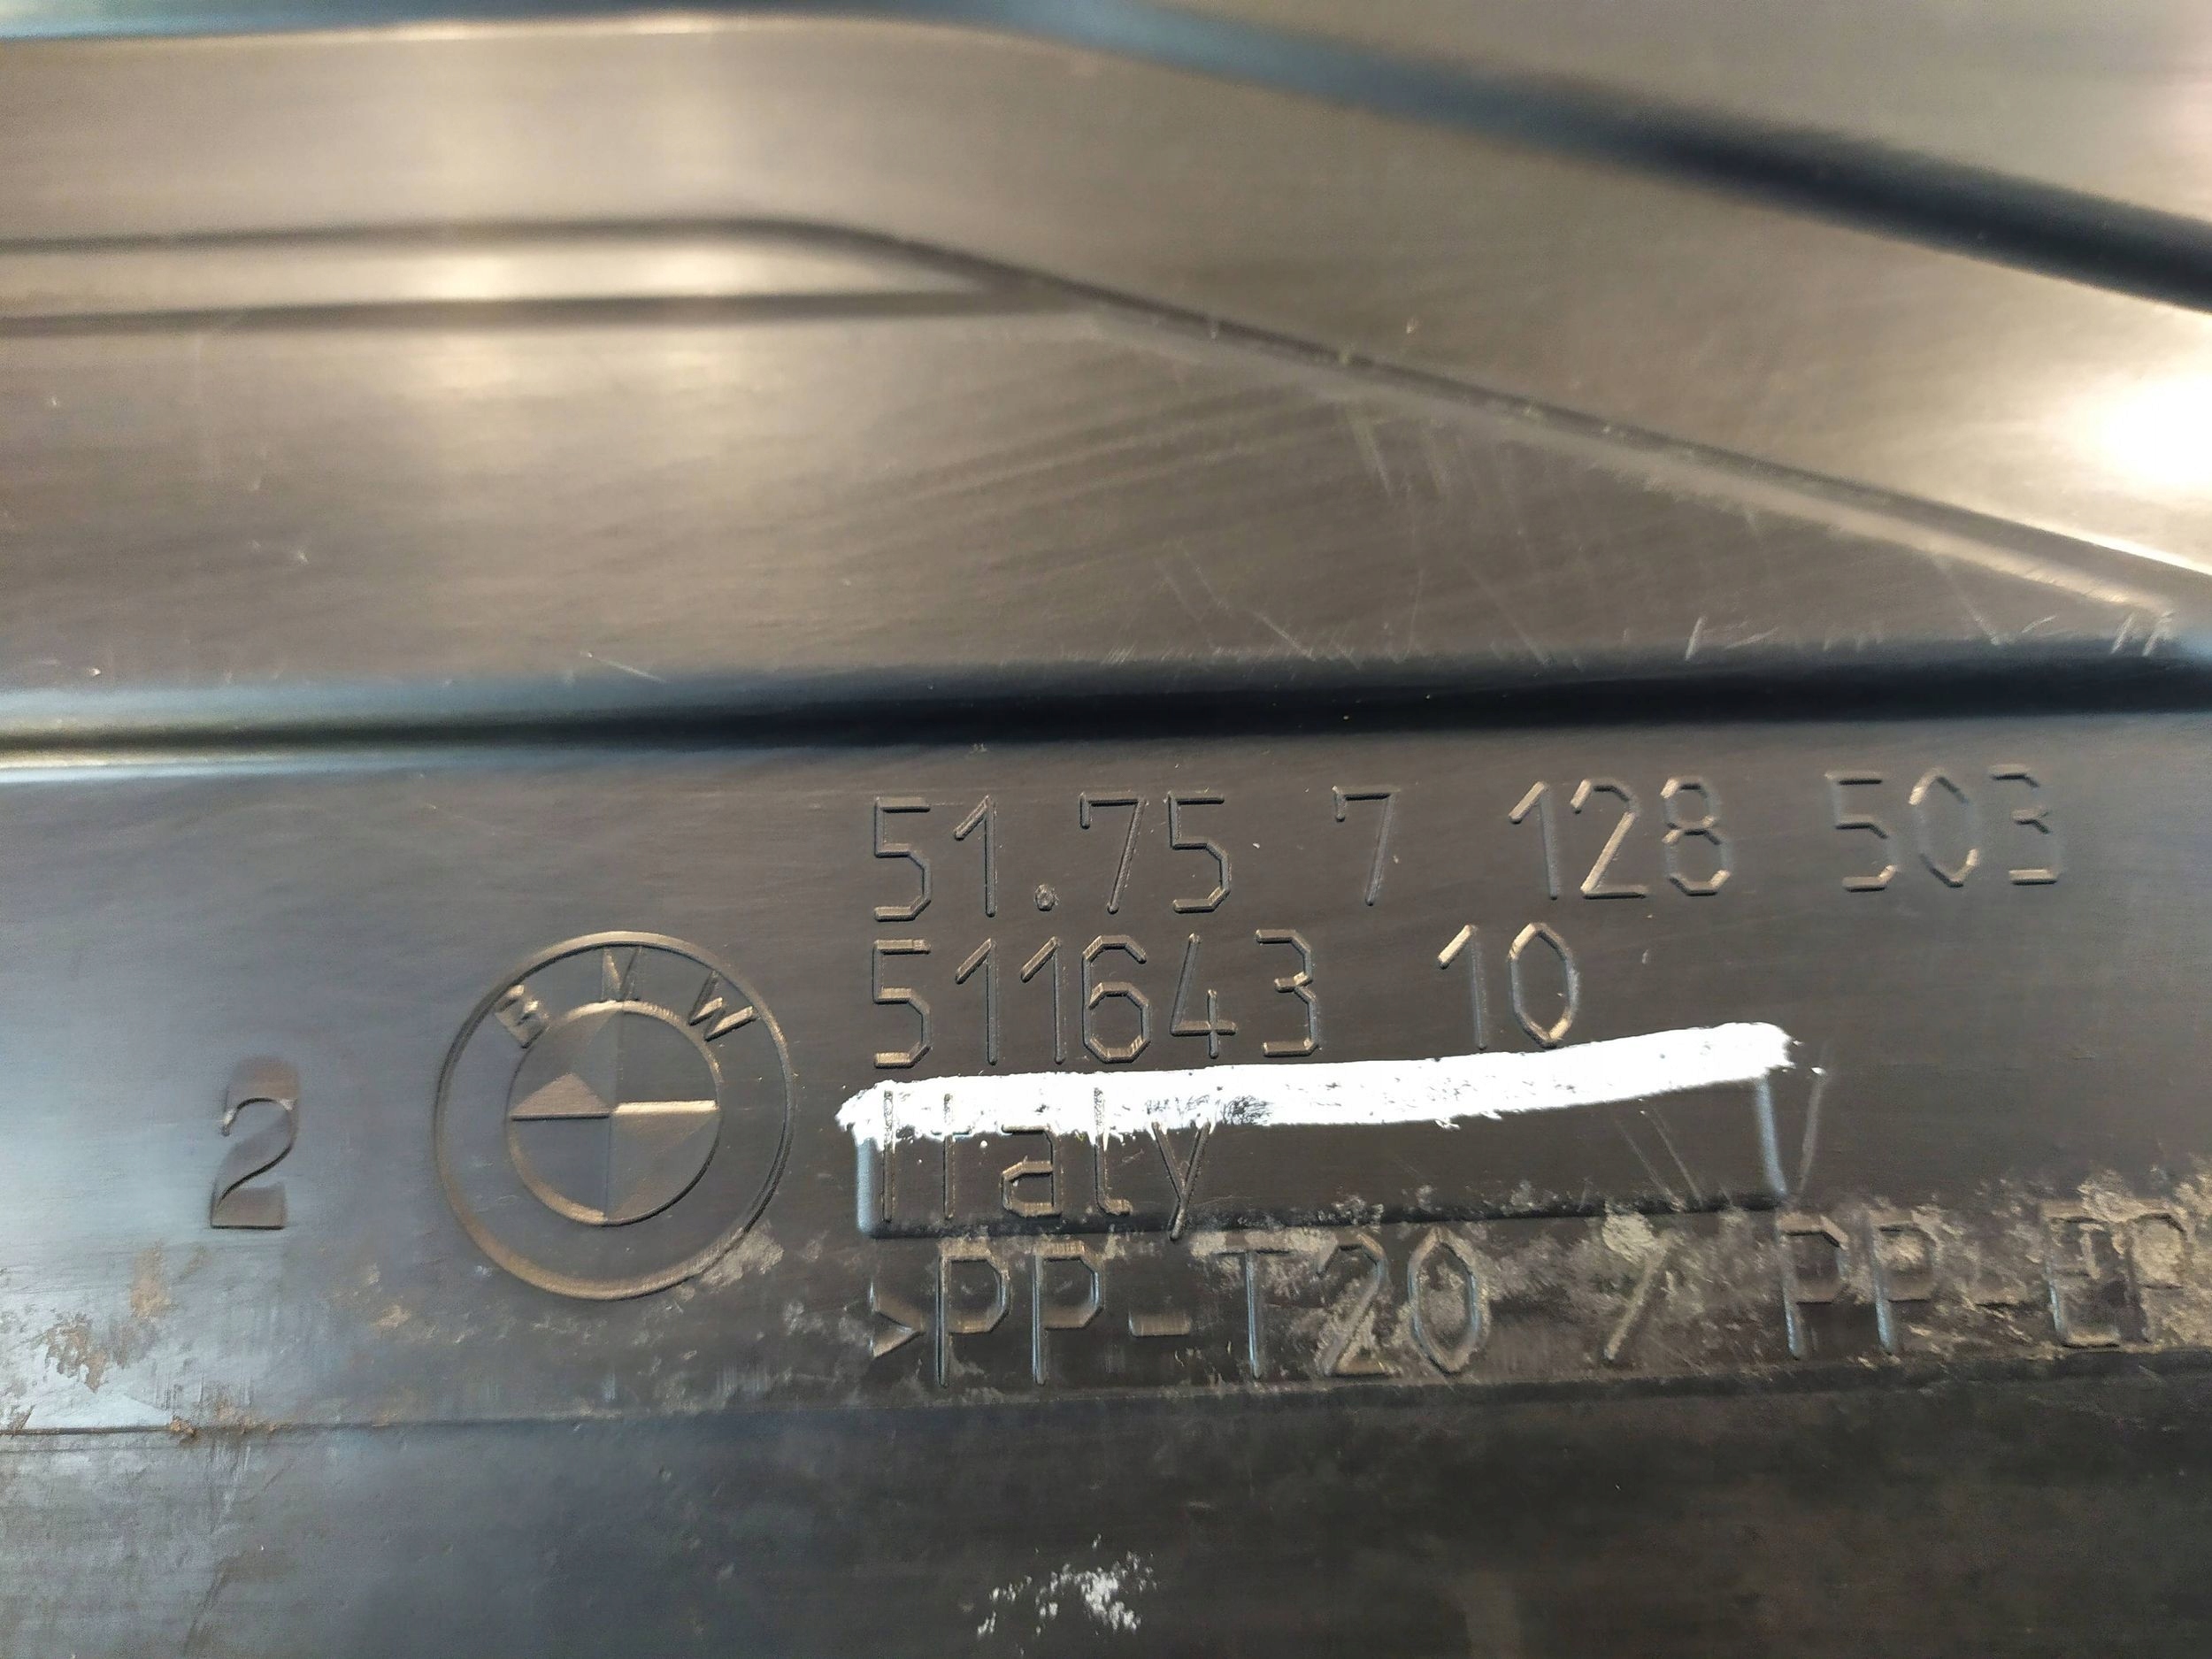 51.75 7 128 503
511643 10
BMW
2
Italy
>PP-T20 / PP-EP